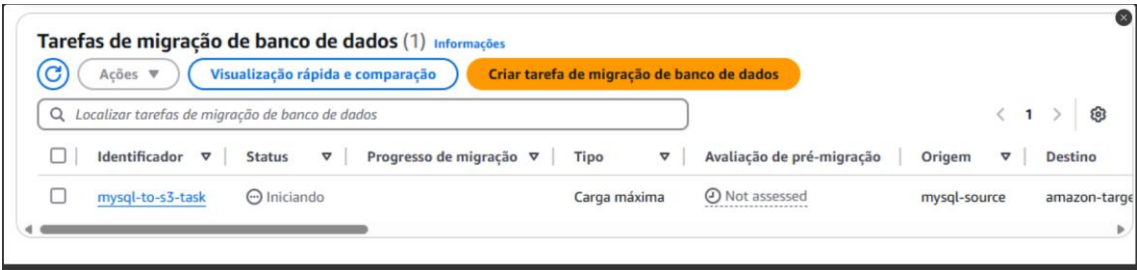 Tarefas de migração de banco de dados (1) Informações
Ações Visualização rápida e comparação Criar tarefa de migração de banco de dados
Localizar tarefas de migração de banco de dados 1
Identificador Status Progresso de migração Tipo Avaliação de pré-migração Origem Destino
mysql-to-s3-task Iniciando Carga máxima Not assessed mysql-source amazon-targe